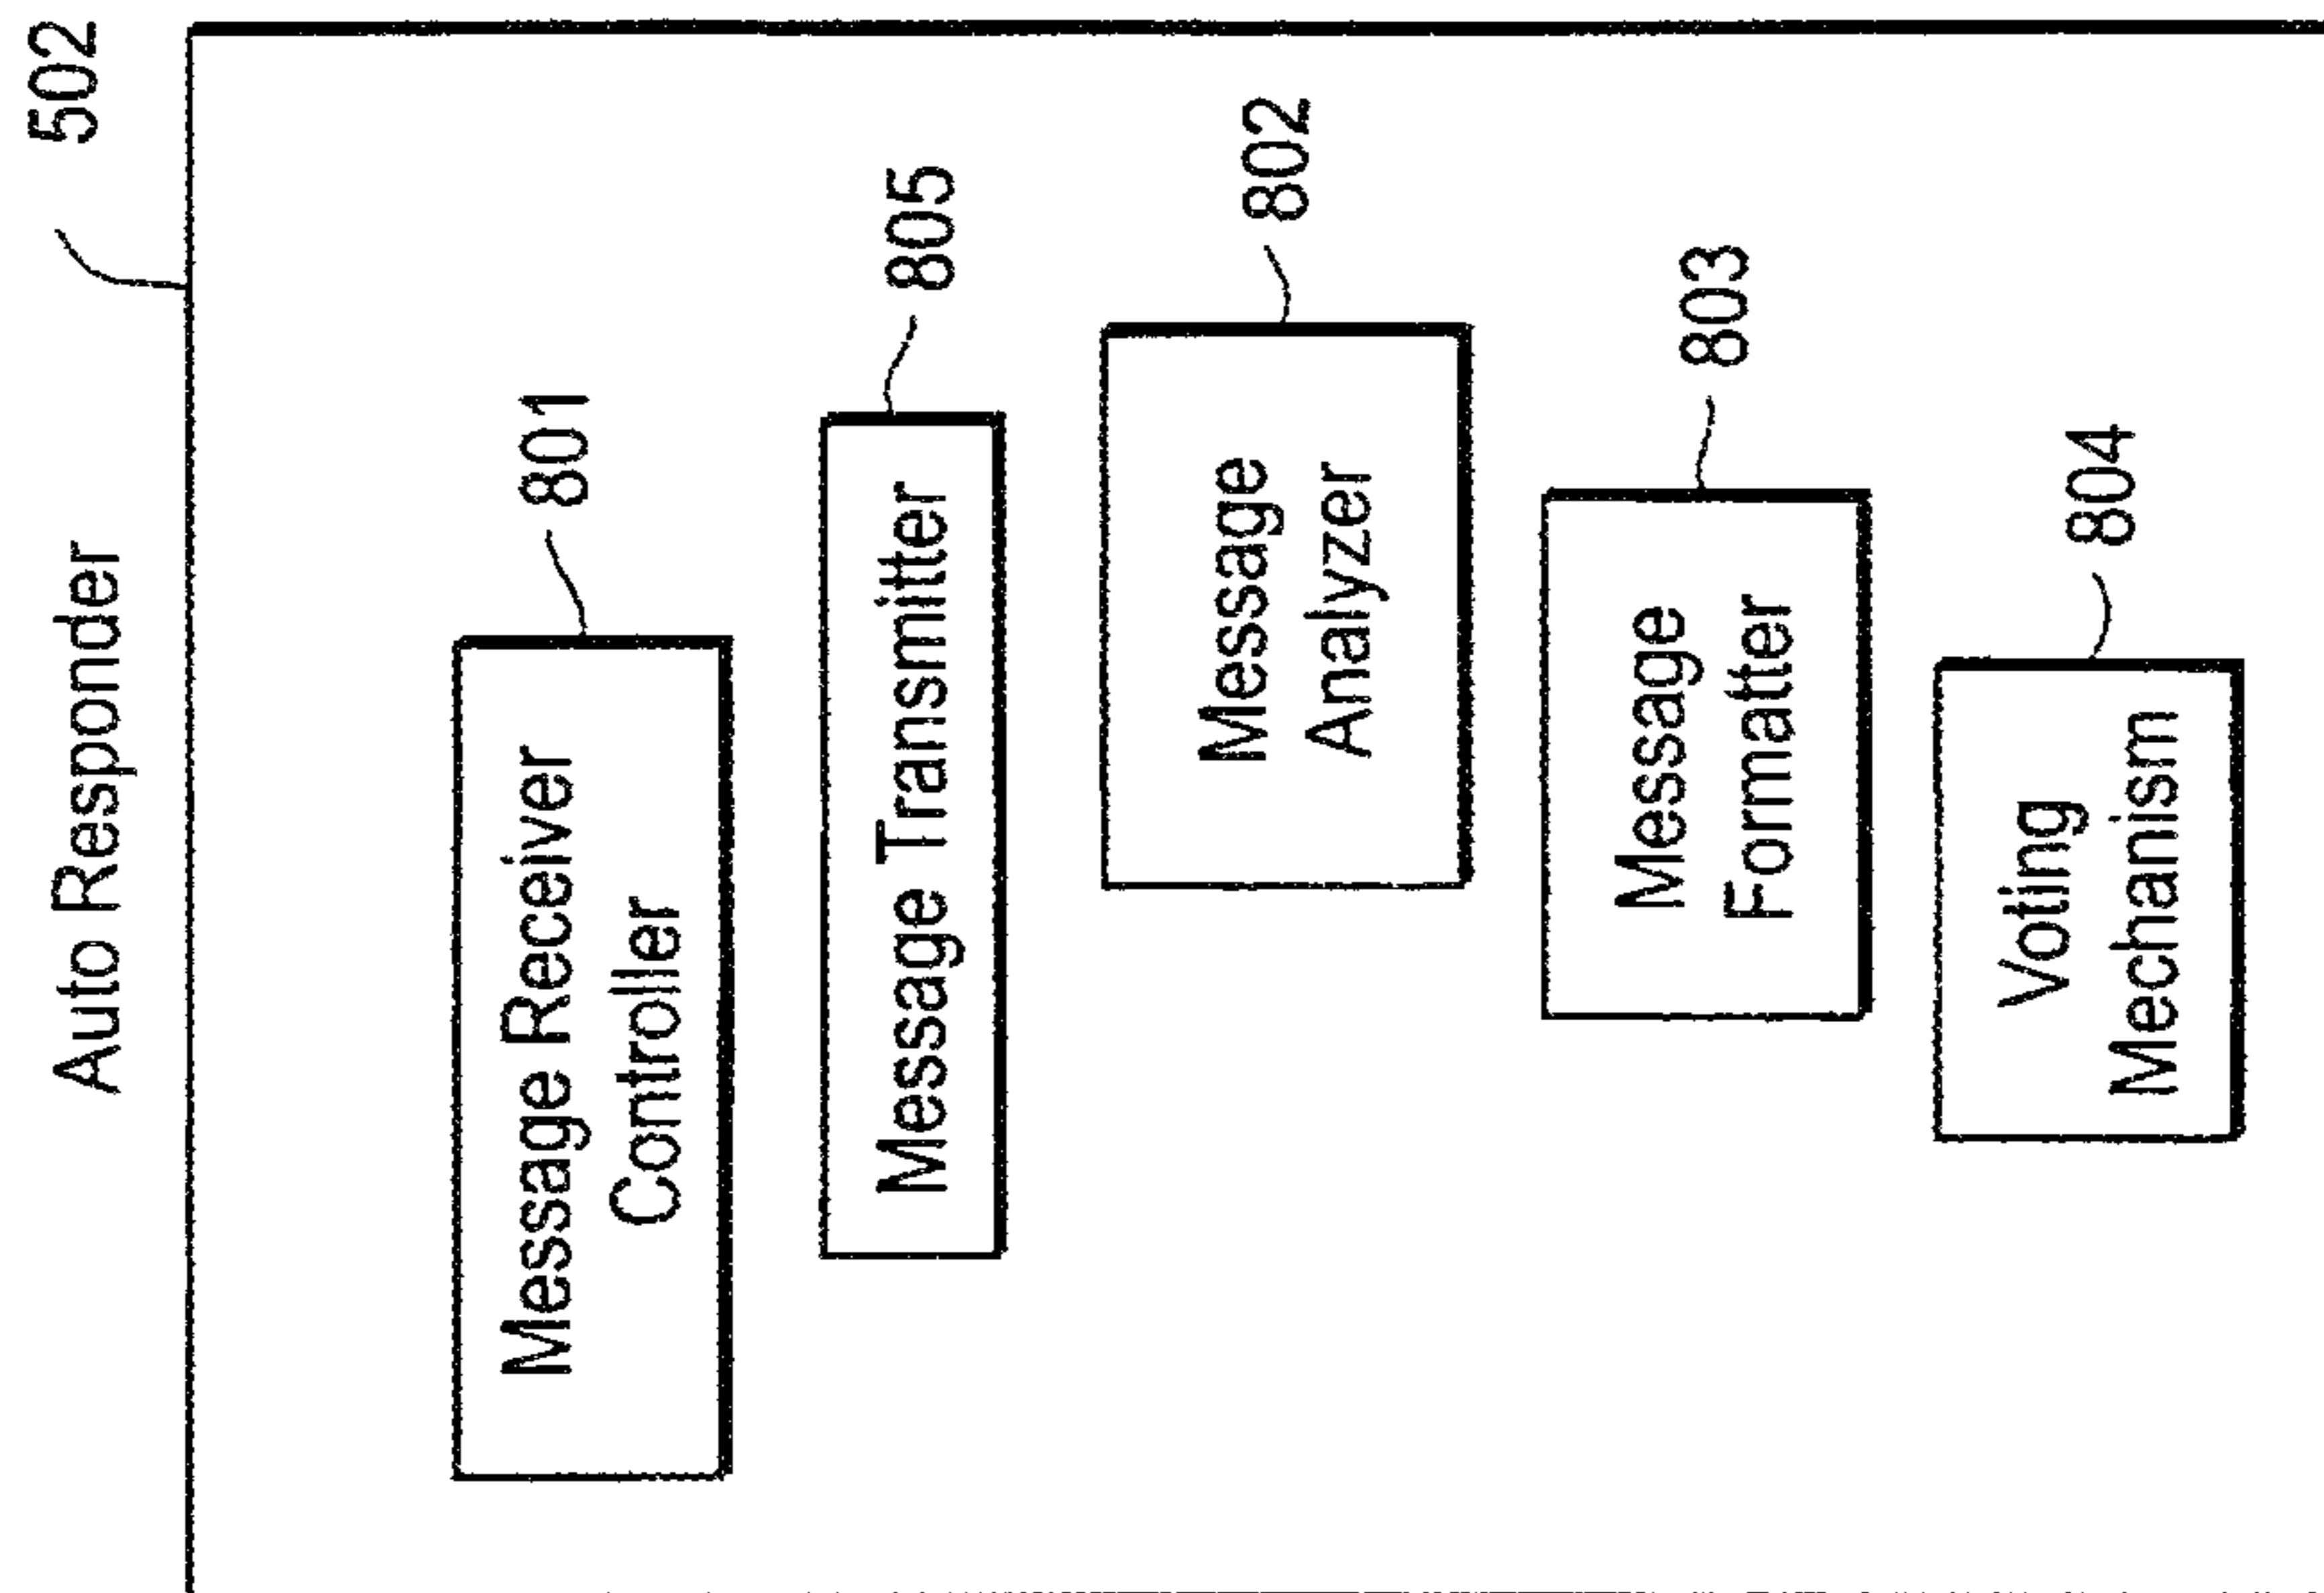 Auto Responder
502
Message Receiver
Controller
801
Message Transmitter
805
Message
Analyzer
802
Message
Formatter
803
Voting
Mechanism
804